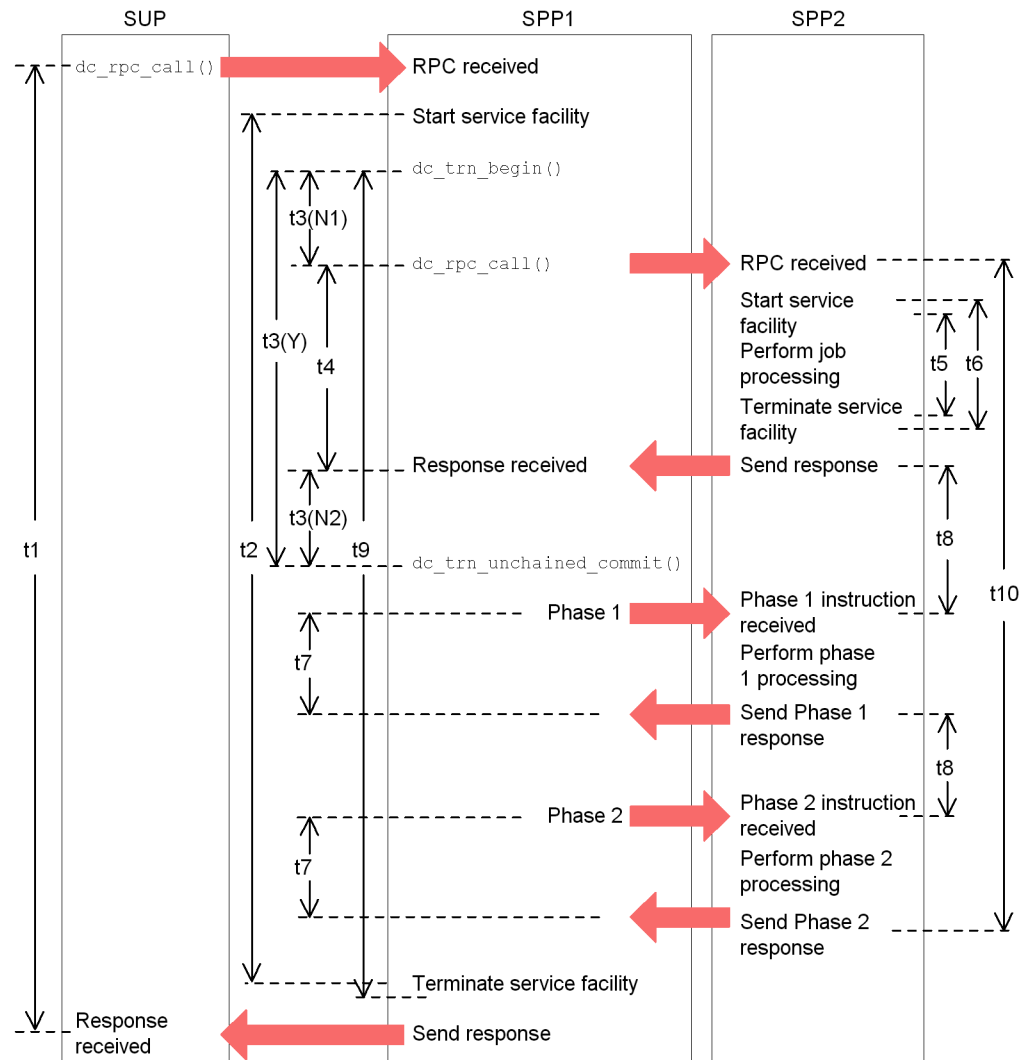 SUP SPP1 SPP2
dc_rpc_call() RPC received
Start service facility
dc_trn_begin()
t3(N1)
dc_rpc_call() RPC received
Start service
facility
t3(Y) t4 Perform job
processing t5 t6
Terminate service
facility
Response received Send response
t3(N2)
t1 t2 t9 t8
dc_trn_unchained_commit()
t10
Phase 1 Phase 1 instruction
received
t7 Perform phase
1 processing
Send Phase 1
response
t8
Phase 2 Phase 2 instruction
received
t7 Perform phase 2
processing
Send Phase 2
response
Terminate service facility
Response
received Send response